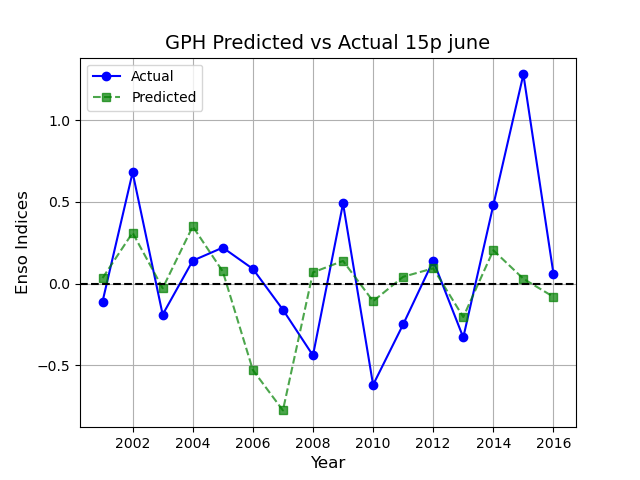 GPH Predicted vs Actual 15p june
Actual
Predicted
Enso Indices
1.0
0.5
0.0
−0.5
2002 2004 2006 2008 2010 2012 2014 2016
Year